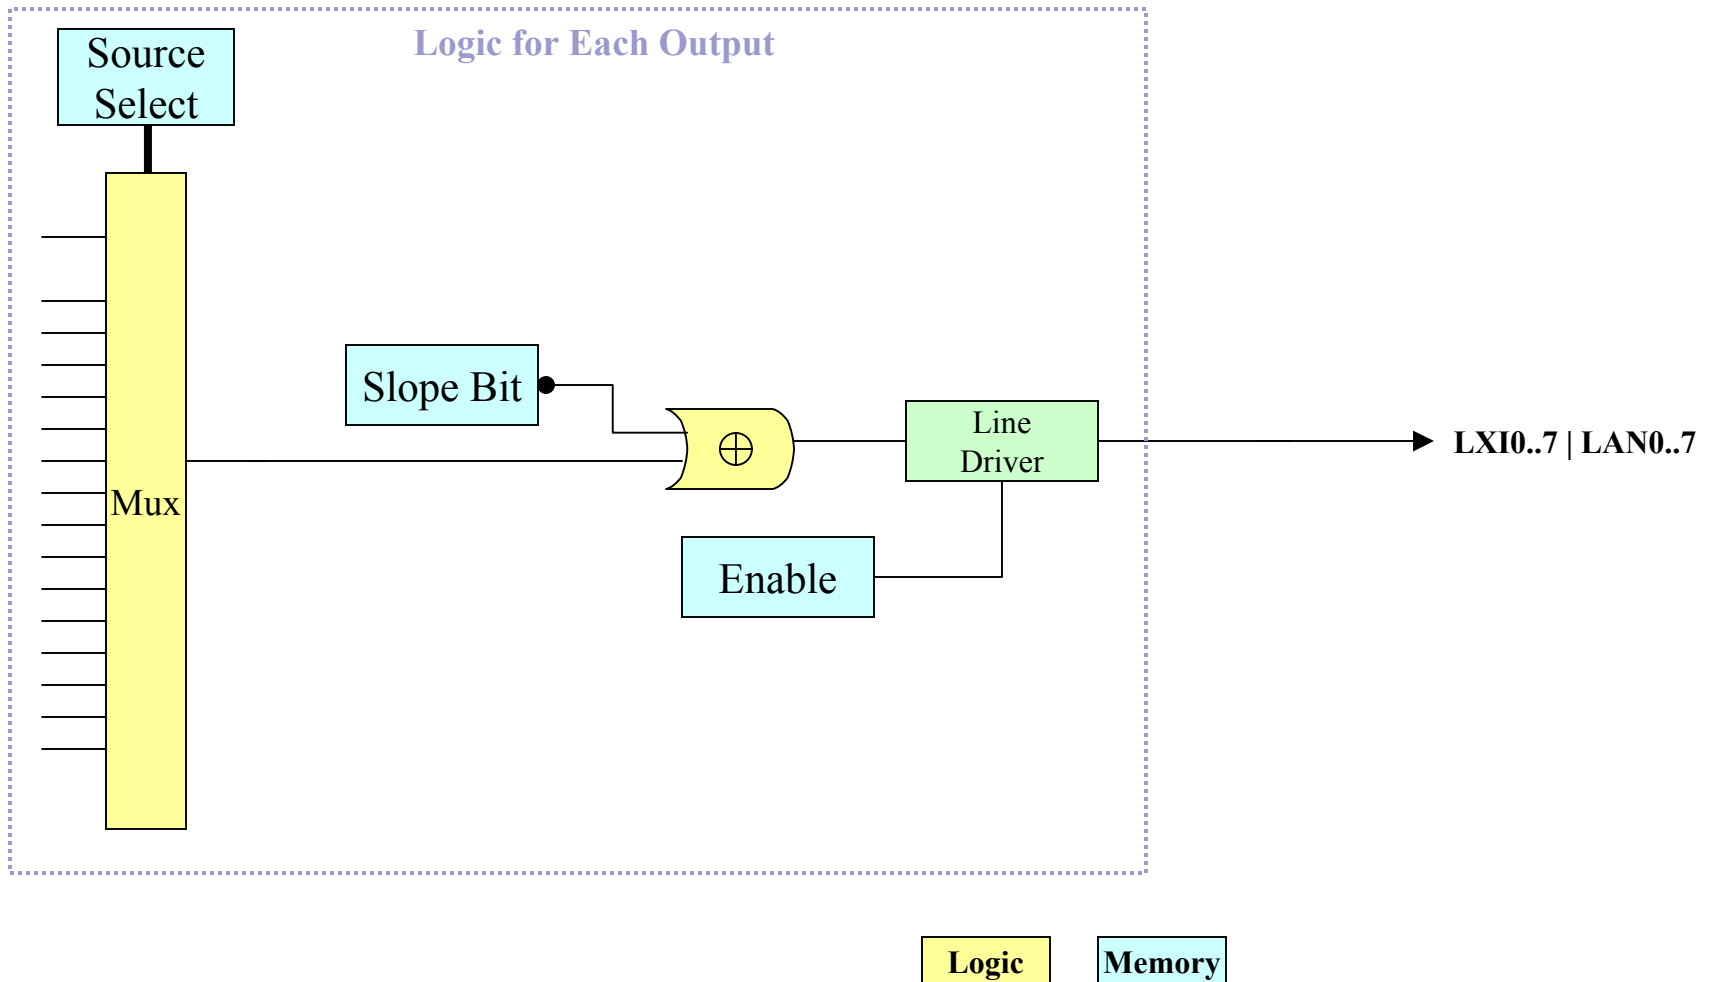 Logic for Each Output
Source
Select
Slope Bit
Line
Driver
LXI0..7 | LAN0..7
Mux
Enable
Logic
Memory